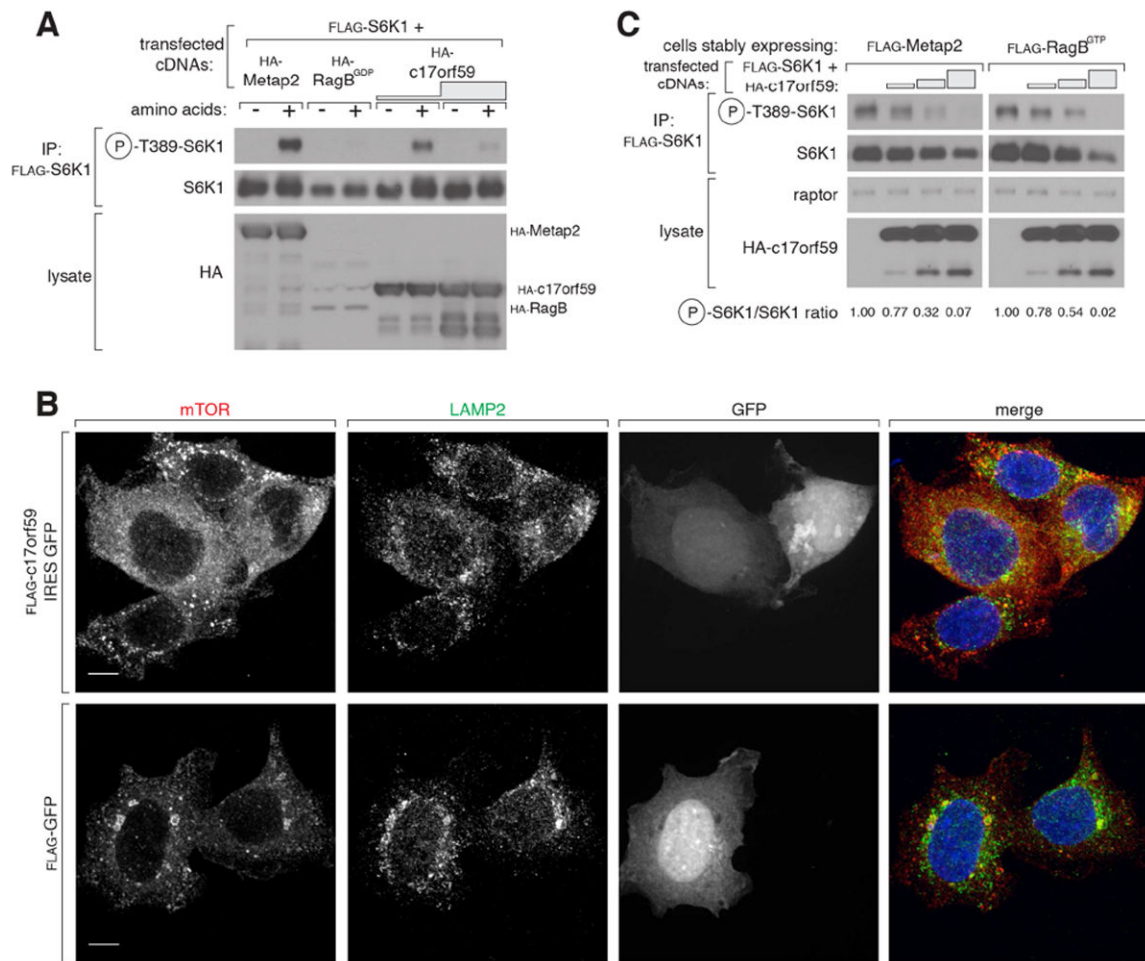 A
FLAG-S6K1 +
transfected
cDNAs:
HA-
Metap2
HA-
RagBGDP
HA-
c17orf59
amino acids:
- + - + - + - +
IP:
FLAG-S6K1
P-T389-S6K1
S6K1
lysate
HA
HA-Metap2
HA-c17orf59
HA-RagB
C
cells stably expressing:
FLAG-Metap2
FLAG-RagBGTP
transfected
cDNAs:
FLAG-S6K1 +
HA-c17orf59:
IP:
FLAG-S6K1
P-T389-S6K1
S6K1
lysate
raptor
HA-c17orf59
P-S6K1/S6K1 ratio
1.00 0.77 0.32 0.07
1.00 0.78 0.54 0.02
B
mTOR
LAMP2
GFP
merge
FLAG-c17orf59
IRES GFP
FLAG-GFP